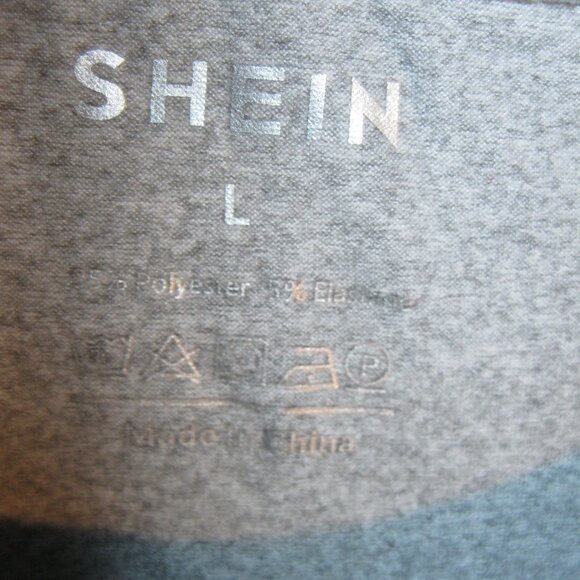 SHEIN
L
Polyester 5%
P
Made in China